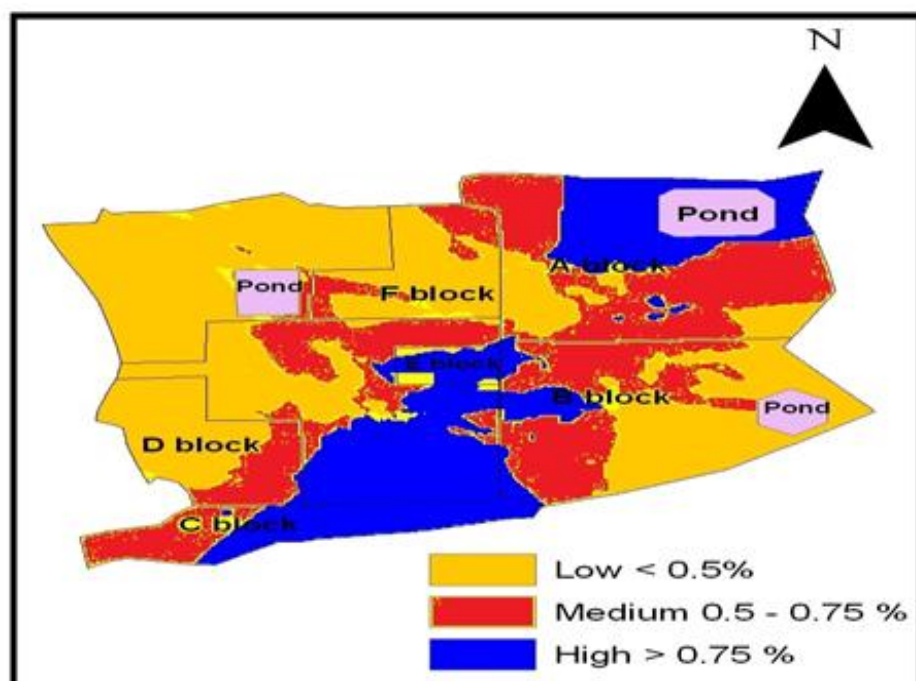 N
Pond
A block
Pond
F block
E block
B block
Pond
D block
C block
Low < 0.5%
Medium 0.5 - 0.75 %
High > 0.75 %